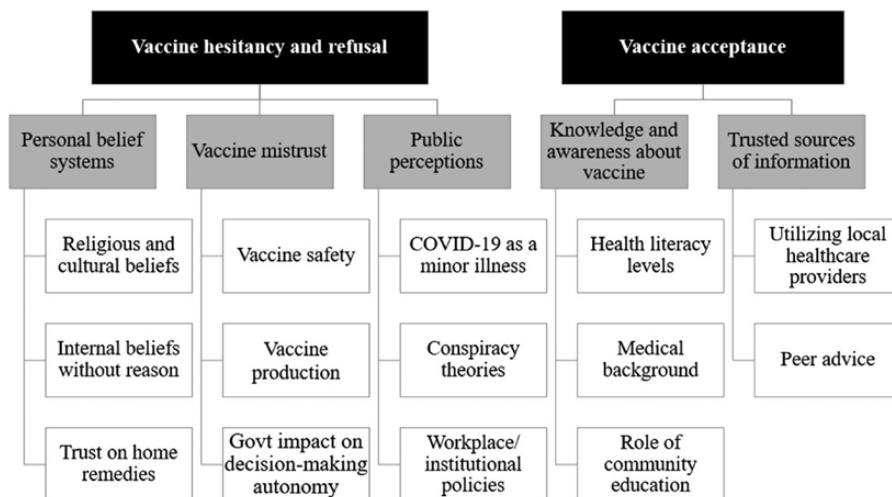 Vaccine hesitancy and refusal
Vaccine acceptance
Personal belief
systems
Vaccine mistrust
Public
perceptions
Knowledge and
awareness about
vaccine
Trusted sources
of information
Religious and
cultural beliefs
Vaccine safety
COVID-19 as a
minor illness
Health literacy
levels
Utilizing local
healthcare
providers
Internal beliefs
without reason
Vaccine
production
Conspiracy
theories
Medical
background
Peer advice
Trust on home
remedies
Govt impact on
decision-making
autonomy
Workplace/
institutional
policies
Role of
community
education